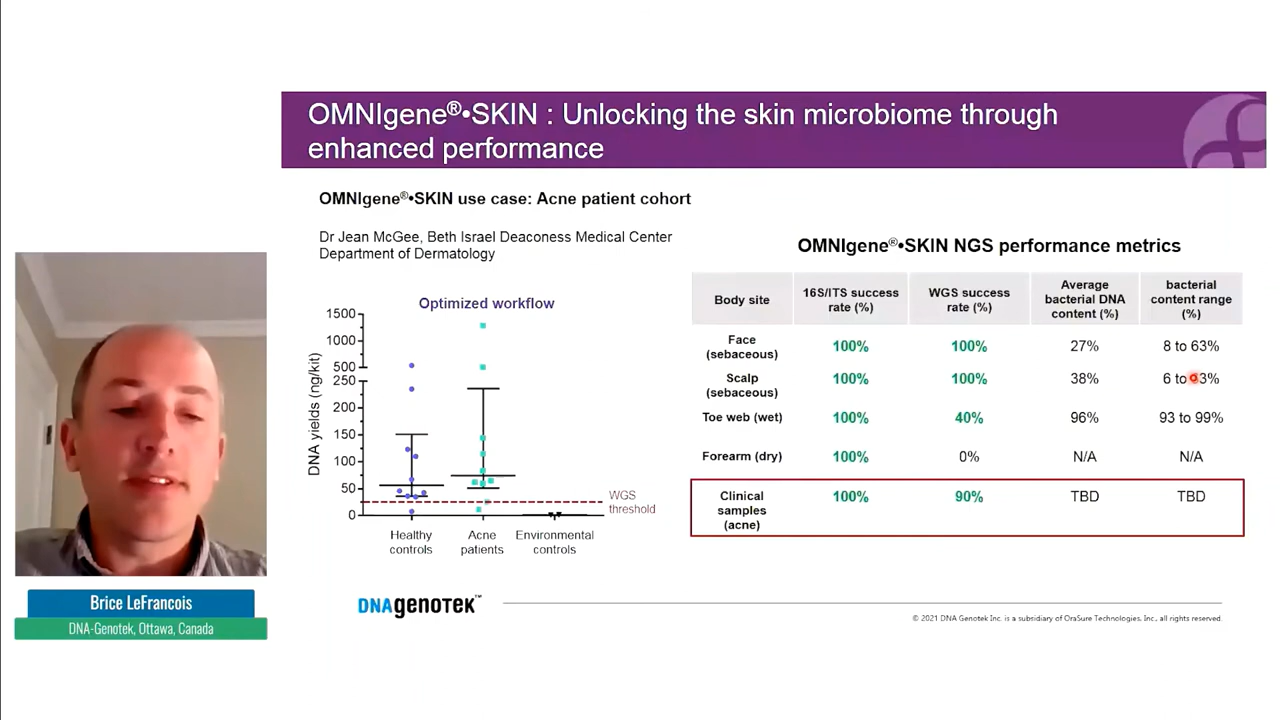 OMNIgene®•SKIN : Unlocking the skin microbiome through
enhanced performance
OMNIgene®•SKIN use case: Acne patient cohort
Dr Jean McGee, Beth Israel Deaconess Medical Center
Department of Dermatology
Optimized workflow
DNA yields (ng/kit)
1500
1000
500
250
200
150
100
50
0
WGS
threshold
Healthy
controls
Acne
patients
Environmental
controls
OMNIgene®•SKIN NGS performance metrics
Body site
16S/ITS success
rate (%)
WGS success
rate (%)
Average
bacterial DNA
content (%)
bacterial
content range
(%)
Face
(sebaceous)
100%
100%
27%
8 to 63%
Scalp
(sebaceous)
100%
100%
38%
6 to
Toe web (wet)
100%
40%
96%
93 to 99%
Forearm (dry)
100%
0%
N/A
N/A
Clinical
samples
(acne)
100%
90%
TBD
TBD
Brice LeFrancois
DNA-Genotek, Ottawa, Canada
DNAgenotek™
© 2021 DNA Genotek Inc. is a subsidiary of OraSure Technologies. Inc., all rights reserved.